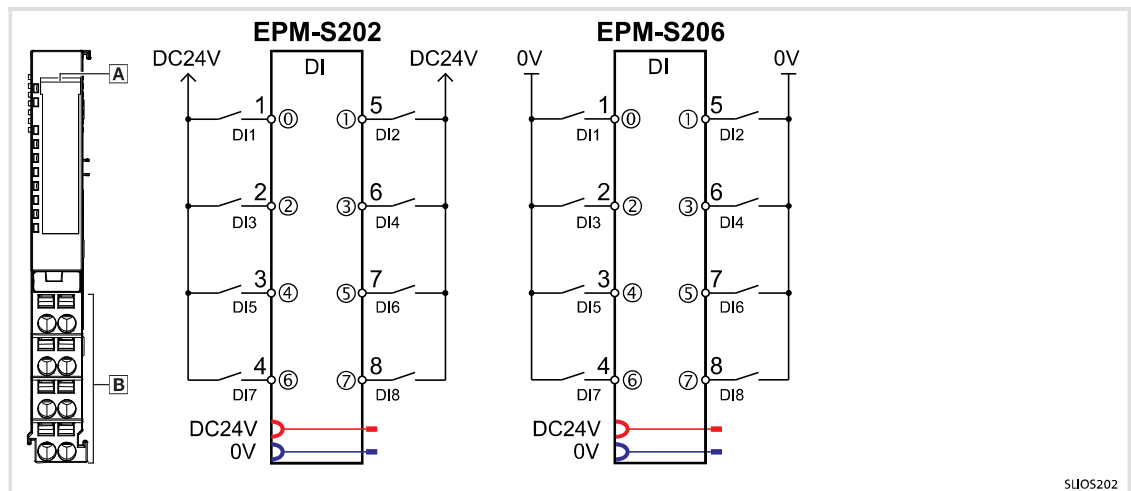 EPM-S202
EPM-S206
A
DC24V
DI
DC24V
0V
DI
0V
1
⓪
①
5
DI1
DI2
1
⓪
①
5
DI1
DI2
2
②
③
6
DI3
DI4
2
②
③
6
DI3
DI4
3
④
⑤
7
DI5
DI6
3
④
⑤
7
DI5
DI6
B
4
⑥
⑦
8
DI7
DI8
4
⑥
⑦
8
DI7
DI8
DC24V
0V
DC24V
0V
SLIOS202